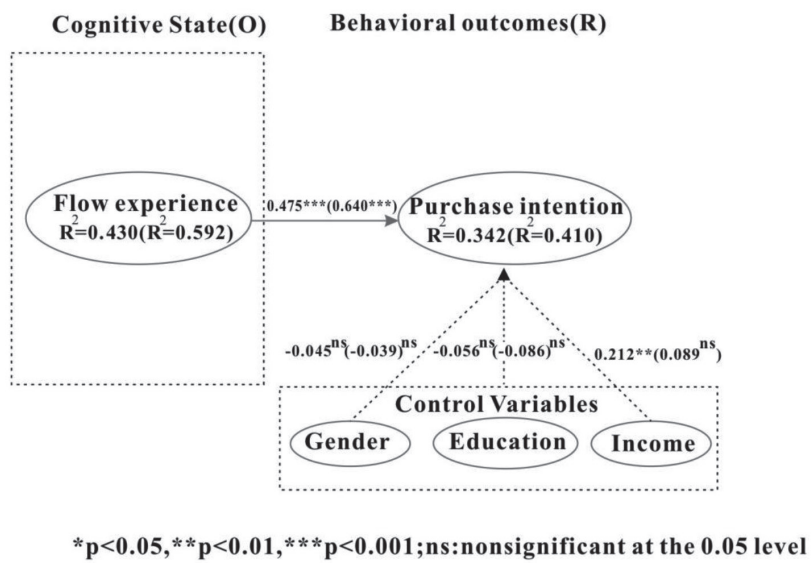 Cognitive State(O)
Behavioral outcomes(R)
Flow experience
R²=0.430(R²=0.592)
0.475***(0.640***)
Purchase intention
R²=0.342(R²=0.410)
-0.045ns(-0.039)ns
-0.056ns(-0.086)ns
0.212**(0.089ns)
Control Variables
Gender
Education
Income
*p<0.05,**p<0.01,***p<0.001;ns:nonsignificant at the 0.05 level